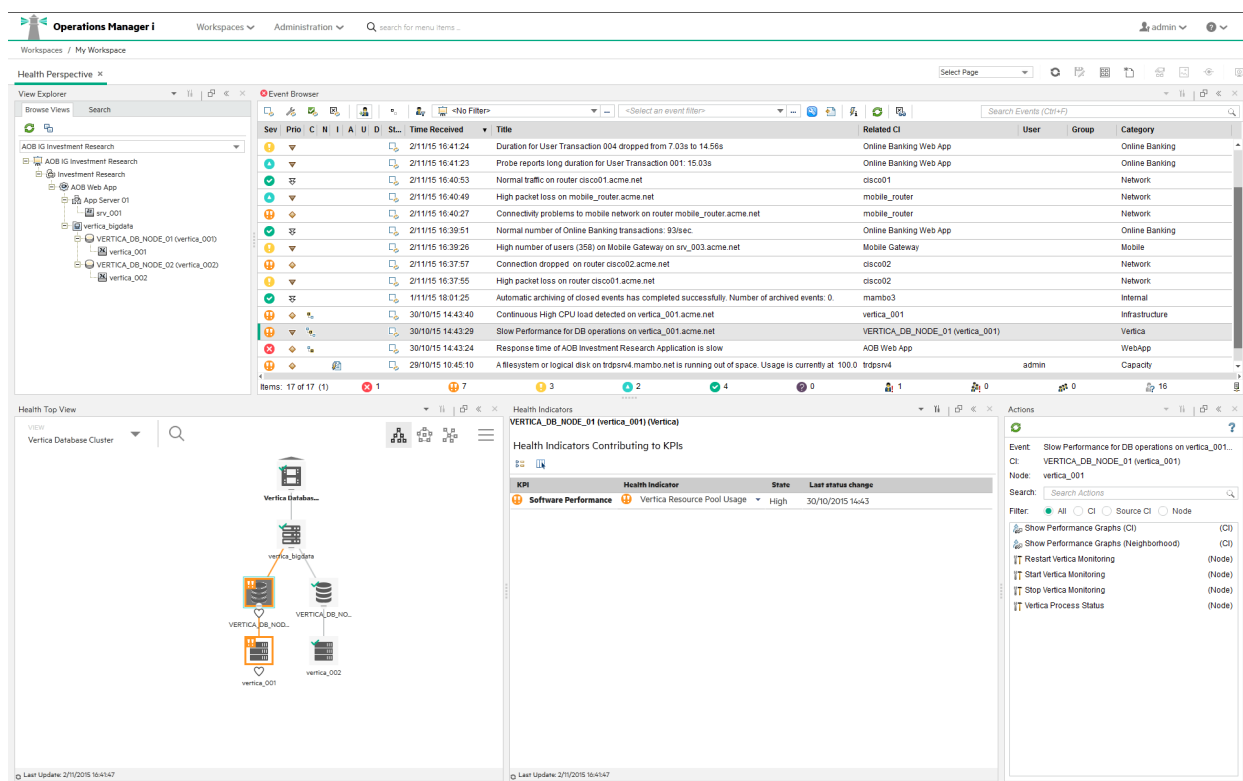 Operations Manager i Workspaces Administration search for menu items... admin
Workspaces / My Workspace
Health Perspective × Select Page
View Explorer
Browse Views Search
AOB IG Investment Research
AOB IG Investment Research
Investment Research
AOB Web App
App Server 01
srv_001
vertica_bigdata
VERTICA_DB_NODE_01 (vertica_001)
vertica_001
VERTICA_DB_NODE_02 (vertica_002)
vertica_002
Event Browser
<No Filter> ... <Select an event filter> ... Search Events (Ctrl+F)
Sev Prio C N I A U D St... Time Received Title Related CI User Group Category
2/11/15 16:41:24 Duration for User Transaction 004 dropped from 7.03s to 14.56s Online Banking Web App Online Banking
2/11/15 16:41:23 Probe reports long duration for User Transaction 001: 15.03s Online Banking Web App Online Banking
2/11/15 16:40:53 Normal traffic on router cisco01.acme.net cisco01 Network
2/11/15 16:40:49 High packet loss on mobile_router.acme.net mobile_router Network
2/11/15 16:40:27 Connectivity problems to mobile network on router mobile_router.acme.net mobile_router Network
2/11/15 16:39:51 Normal number of Online Banking transactions: 93/sec. Online Banking Web App Online Banking
2/11/15 16:39:26 High number of users (358) on Mobile Gateway on srv_003.acme.net Mobile Gateway Mobile
2/11/15 16:37:57 Connection dropped on router cisco02.acme.net cisco02 Network
2/11/15 16:37:55 High packet loss on router cisco01.acme.net cisco02 Network
1/11/15 18:01:25 Automatic archiving of closed events has completed successfully. Number of archived events: 0. mambo3 Internal
30/10/15 14:43:40 Continuous High CPU load detected on vertica_001.acme.net vertica_001 Infrastructure
30/10/15 14:43:29 Slow Performance for DB operations on vertica_001.acme.net VERTICA_DB_NODE_01 (vertica_001) Vertica
30/10/15 14:43:24 Response time of AOB Investment Research Application is slow AOB Web App WebApp
29/10/15 10:45:10 A filesystem or logical disk on trdpsrv4.mambo.net is running out of space. Usage is currently at 100.0 trdpsrv4 admin Capacity
Items: 17 of 17 (1) 1 7 3 2 4 0 1 0 0 16
Health Top View
VIEW
Vertica Database Cluster
Vertica Databas...
vertica_bigdata
VERTICA_DB_NOD...
VERTICA_DB_NO...
vertica_001
vertica_002
Last Update: 2/11/2015 16:41:47
Health Indicators
VERTICA_DB_NODE_01 (vertica_001) (Vertica)
Health Indicators Contributing to KPIs
KPI Health Indicator State Last status change
Software Performance Vertica Resource Pool Usage High 30/10/2015 14:43
Last Update: 2/11/2015 16:41:47
Actions
?
Event: Slow Performance for DB operations on vertica_001...
CI: VERTICA_DB_NODE_01 (vertica_001)
Node: vertica_001
Search: Search Actions
Filter: All CI Source CI Node
Show Performance Graphs (CI) (CI)
Show Performance Graphs (Neighborhood) (CI)
Restart Vertica Monitoring (Node)
Start Vertica Monitoring (Node)
Stop Vertica Monitoring (Node)
Vertica Process Status (Node)